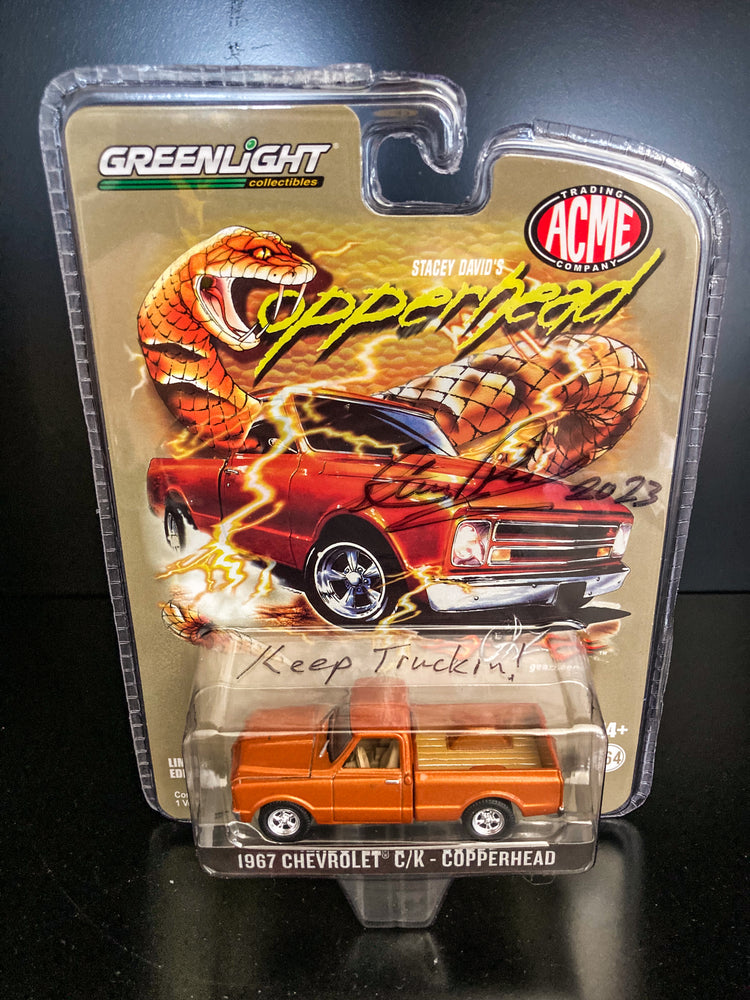 GREENLiGHT
collectibles
TRADING
ACME
COMPANY
STACEY DAVID'S
Copperhead
2023
Keep Truckin!
1967 CHEVROLET® C/K - COPPERHEAD